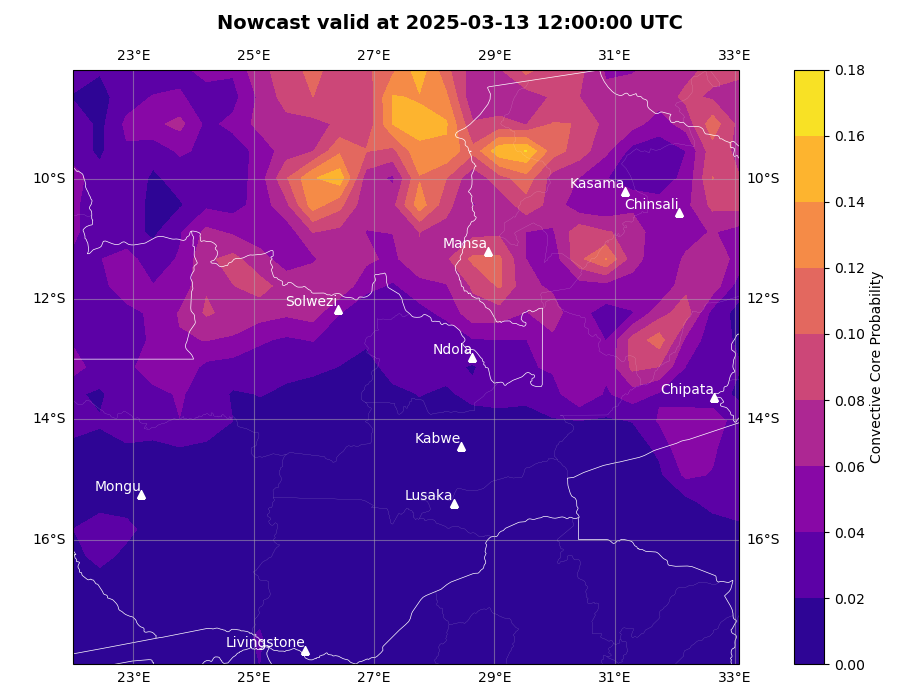 Nowcast valid at 2025-03-13 12:00:00 UTC
23°E 25°E 27°E 29°E 31°E 33°E
0.18
0.16
0.14
0.12
0.10
0.08
0.06
0.04
0.02
0.00
Convective Core Probability
10°S 10°S
12°S 12°S
14°S 14°S
16°S 16°S
Kasama
Chinsali
Mansa
Solwezi
Ndola
Chipata
Kabwe
Mongu
Lusaka
Livingstone
23°E 25°E 27°E 29°E 31°E 33°E